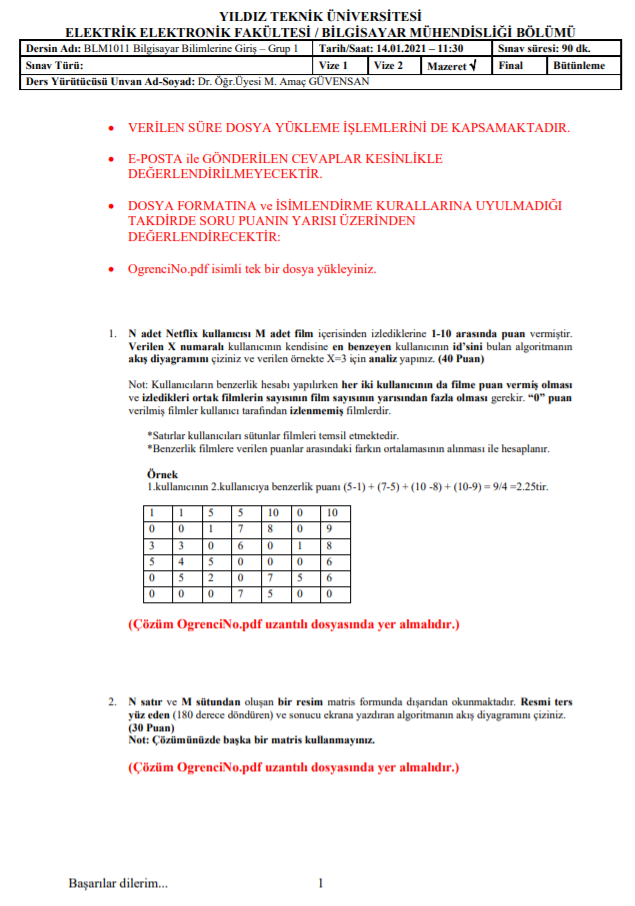 YILDIZ TEKNİK ÜNİVERSİTESİ
ELEKTRİK ELEKTRONİK FAKÜLTESİ / BİLGİSAYAR MÜHENDİSLİĞİ BÖLÜMÜ
Dersin Adı: BLM1011 Bilgisayar Bilimlerine Giriş – Grup 1 Tarih/Saat: 14.01.2021 – 11:30 Sınav süresi: 90 dk.
Sınav Türü: Vize 1 Vize 2 Mazeret √ Final Bütünleme
Ders Yürütücüsü Unvan Ad-Soyad: Dr. Öğr.Üyesi M. Amaç GÜVENSAN
• VERİLEN SÜRE DOSYA YÜKLEME İŞLEMLERİNİ DE KAPSAMAKTADIR.
• E-POSTA ile GÖNDERİLEN CEVAPLAR KESİNLİKLE
DEĞERLENDİRİLMEYECEKTİR.
• DOSYA FORMATINA ve İSİMLENDİRME KURALLARINA UYULMADIĞI
TAKDİRDE SORU PUANIN YARISI ÜZERİNDEN
DEĞERLENDİRECEKTİR:
• OgrenciNo.pdf isimli tek bir dosya yükleyiniz.
1. N adet Netflix kullanıcısı M adet film içerisinden izlediklerine 1-10 arasında puan vermiştir.
Verilen X numaralı kullanıcının kendisine en benzeyen kullanıcının id’sini bulan algoritmanın
akış diyagramını çiziniz ve verilen örnekte X=3 için analiz yapınız. (40 Puan)
Not: Kullanıcıların benzerlik hesabı yapılırken her iki kullanıcının da filme puan vermiş olması
ve izledikleri ortak filmlerin sayısının film sayısının yarısından fazla olması gerekir. “0” puan
verilmiş filmler kullanıcı tarafından izlenmemiş filmlerdir.
*Satırlar kullanıcıları sütunlar filmleri temsil etmektedir.
*Benzerlik filmlere verilen puanlar arasındaki farkın ortalamasının alınması ile hesaplanır.
Örnek
1.kullanıcının 2.kullanıcıya benzerlik puanı (5-1) + (7-5) + (10 -8) + (10-9) = 9/4 =2.25tir.
1 1 5 5 10 0 10
0 0 1 7 8 0 9
3 3 0 6 0 1 8
5 4 5 0 0 0 6
0 5 2 0 7 5 6
0 0 0 7 5 0 0
(Çözüm OgrenciNo.pdf uzantılı dosyasında yer almalıdır.)
2. N satır ve M sütundan oluşan bir resim matris formunda dışarıdan okunmaktadır. Resmi ters
yüz eden (180 derece döndüren) ve sonucu ekrana yazdıran algoritmanın akış diyagramını çiziniz.
(30 Puan)
Not: Çözümünüzde başka bir matris kullanmayınız.
(Çözüm OgrenciNo.pdf uzantılı dosyasında yer almalıdır.)
Başarılar dilerim... 1